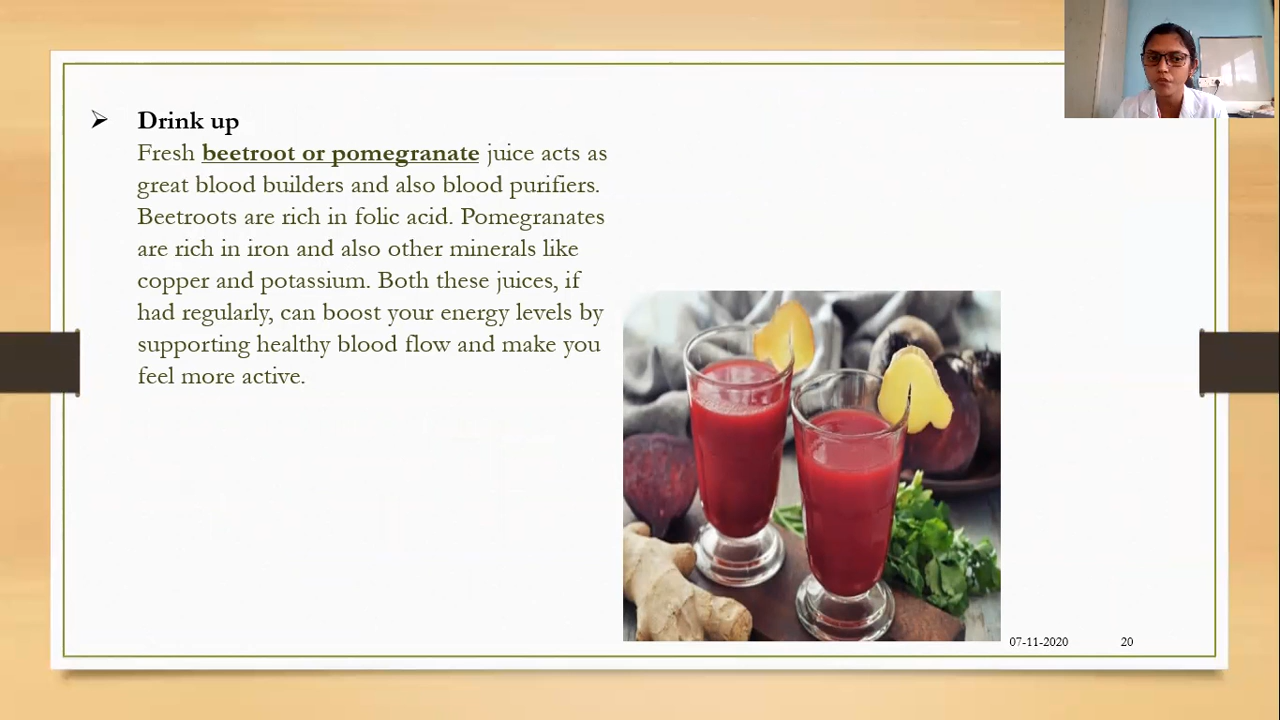 Drink up
Fresh beetroot or pomegranate juice acts as
great blood builders and also blood purifiers.
Beetroots are rich in folic acid. Pomegranates
are rich in iron and also other minerals like
copper and potassium. Both these juices, if
had regularly, can boost your energy levels by
supporting healthy blood flow and make you
feel more active.
07-11-2020 20